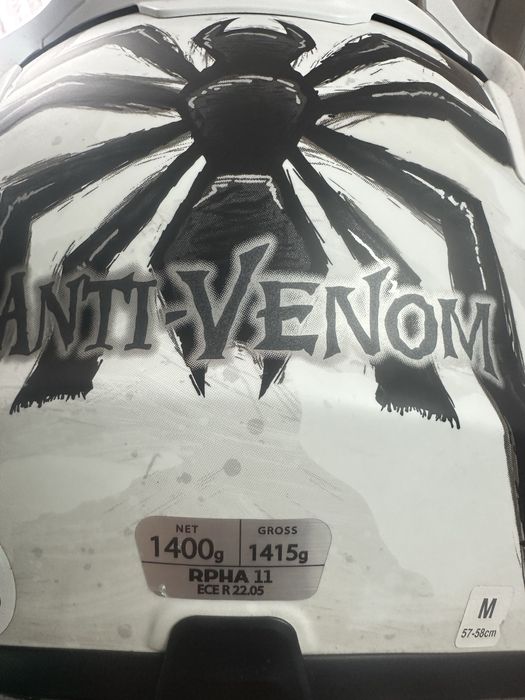 ANTI-VENOM
NET GROSS
1400g 1415g
RPHA 11
ECE R 22.05
M
57-58cm